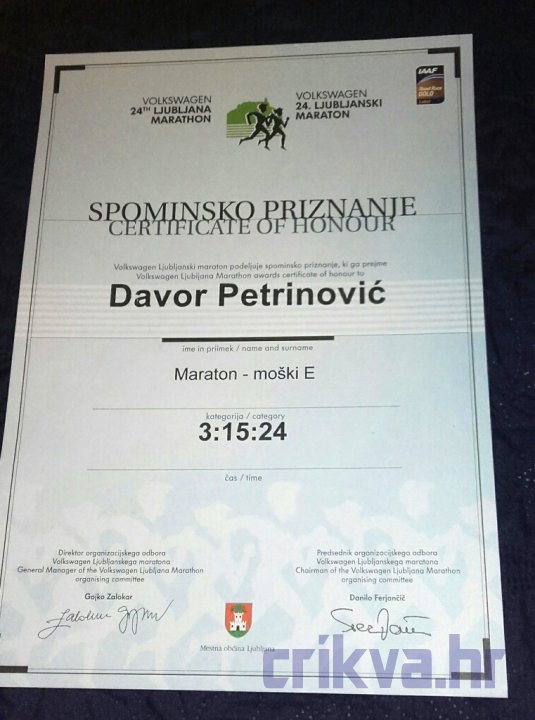 VOLKSWAGEN
24TH LJUBLJANA
MARATHON
VOLKSWAGEN
24. LJUBLJANSKI
MARATON
IAAF
Road Race
GOLD
Label
SPOMINSKO PRIZNANJE
CERTIFICATE OF HONOUR
Volkswagen Ljubljanski maraton podeljuje spominsko priznanje, ki ga prejme
Volkswagen Ljubljana Marathon awards certificate of honour to
Davor Petrinović
ime in priimek / name and surname
Maraton - moški E
kategorija / category
3:15:24
čas / time
Direktor organizacijskega odbora
Volkswagen Ljubljanskega maratona
General Manager of the Volkswagen Ljubljana Marathon
organising committee
Gojko Zalokar
Predsednik organizacijskega odbora
Volkswagen Ljubljanskega maratona
Chairman of the Volkswagen Ljubljana Marathon
organising committee
Danilo Ferjančič
Mestna občina Ljubljana
crikva.hr